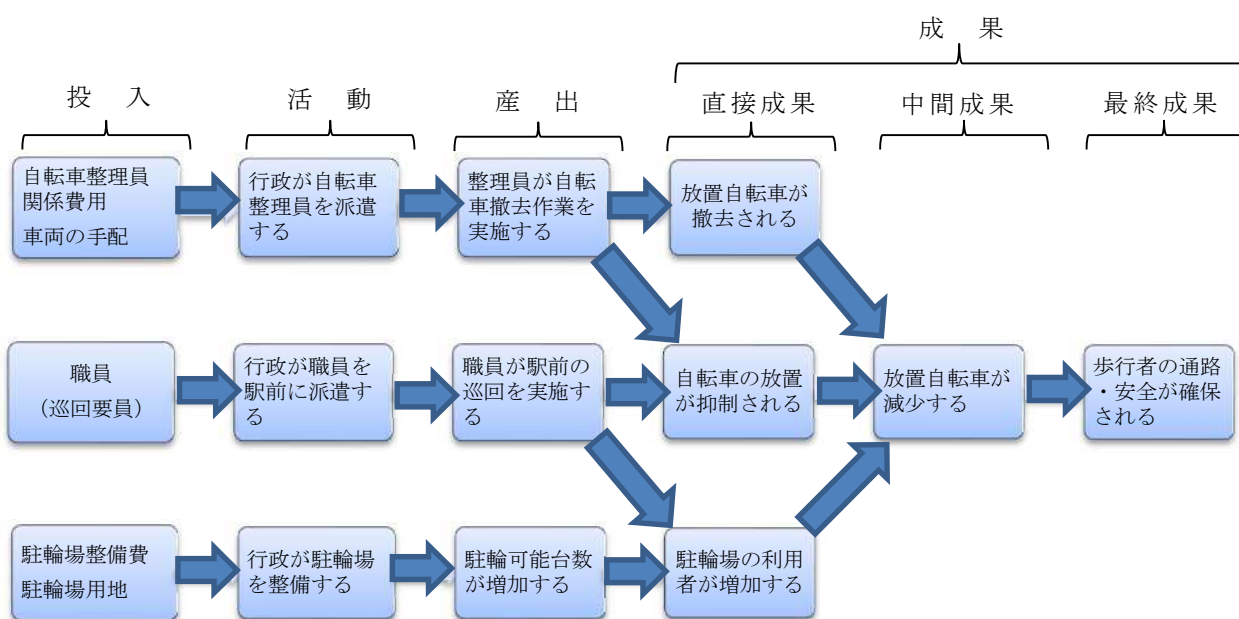 成 果
投 入
活 動
産 出
直接成果
中間成果
最終成果
自転車整理員
関係費用
車両の手配
行政が自転車
整理員を派遣
する
整理員が自転
車撤去作業を
実施する
放置自転車が
撤去される
職員
(巡回要員)
行政が職員を
駅前に派遣す
る
職員が駅前の
巡回を実施す
る
自転車の放置
が抑制される
放置自転車が
減少する
歩行者の通路
・安全が確保
される
駐輪場整備費
駐輪場用地
行政が駐輪場
を整備する
駐輪可能台数
が増加する
駐輪場の利用
者が増加する